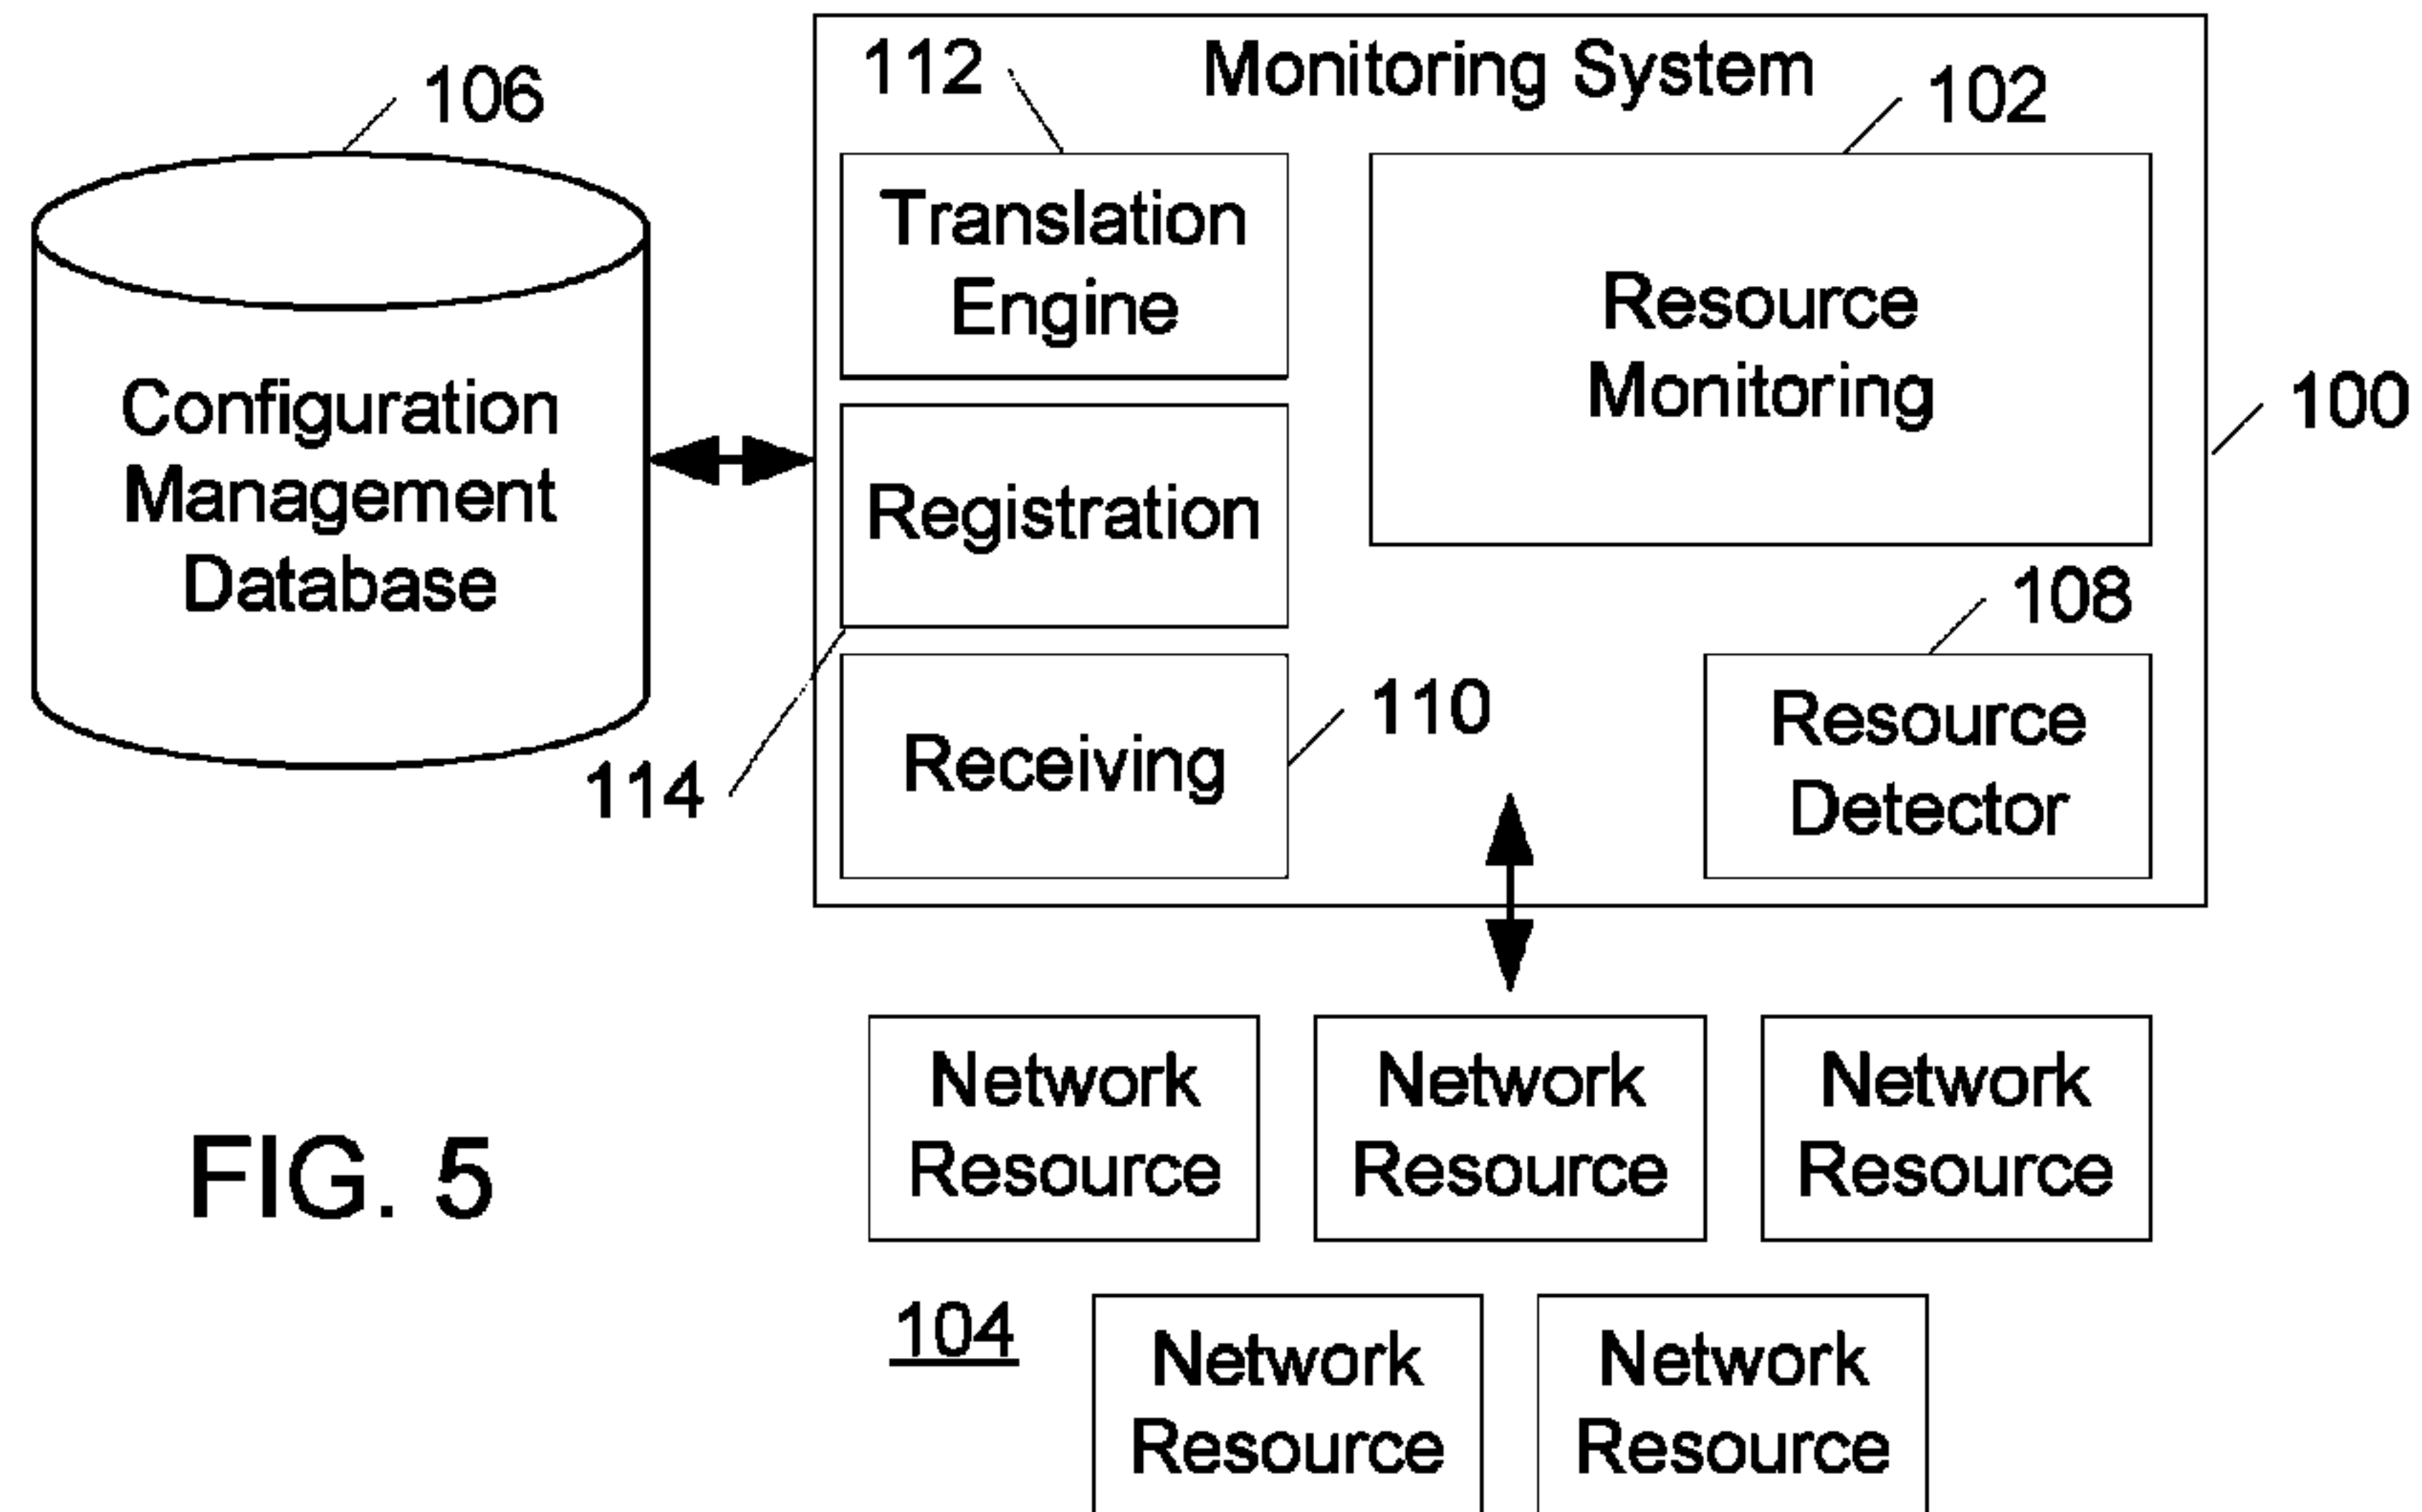 106
Configuration
Management
Database
Monitoring System
112
102
Translation
Engine
Resource
Monitoring
100
Registration
108
114
Receiving
110
Resource
Detector
Network
Resource
Network
Resource
Network
Resource
FIG. 5
104
Network
Resource
Network
Resource